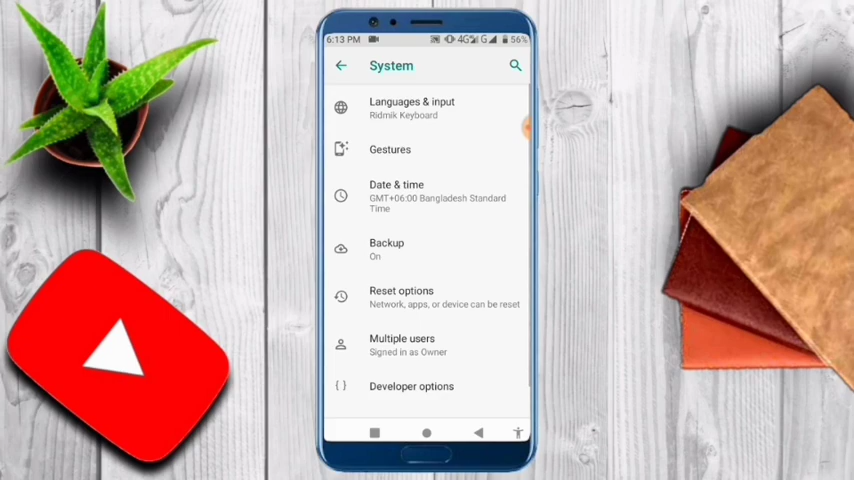 6:13 PM 4G G 56%
System
Languages & input
Ridmik Keyboard
Gestures
Date & time
GMT+06:00 Bangladesh Standard
Time
Backup
On
Reset options
Network, apps, or device can be reset
Multiple users
Signed in as Owner
{ } Developer options